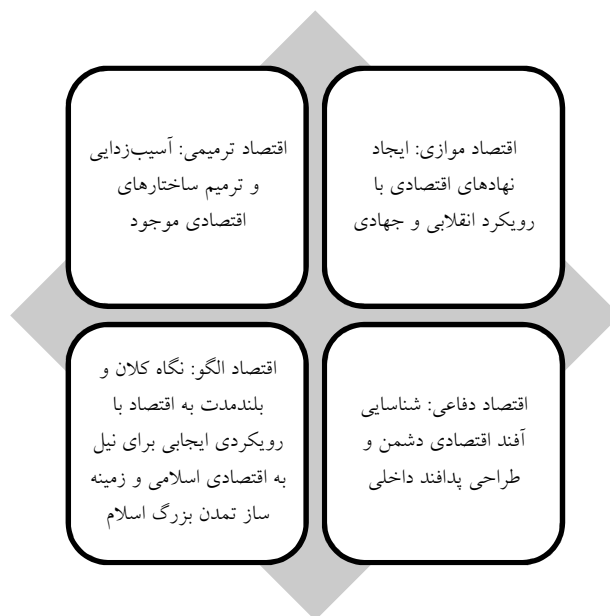 اقتصاد موازی: ایجاد
نهادهای اقتصادی با
رویکرد انقلابی و جهادی
اقتصاد ترمیمی: آسیب‌زدایی
و ترمیم ساختارهای
اقتصادی موجود
اقتصاد دفاعی: شناسایی
آفند اقتصادی دشمن و
طراحی پدافند داخلی
اقتصاد الگو: نگاه کلان و
بلندمدت به اقتصاد با
رویکردی ایجابی برای نیل
به اقتصادی اسلامی و زمینه
ساز تمدن بزرگ اسلام